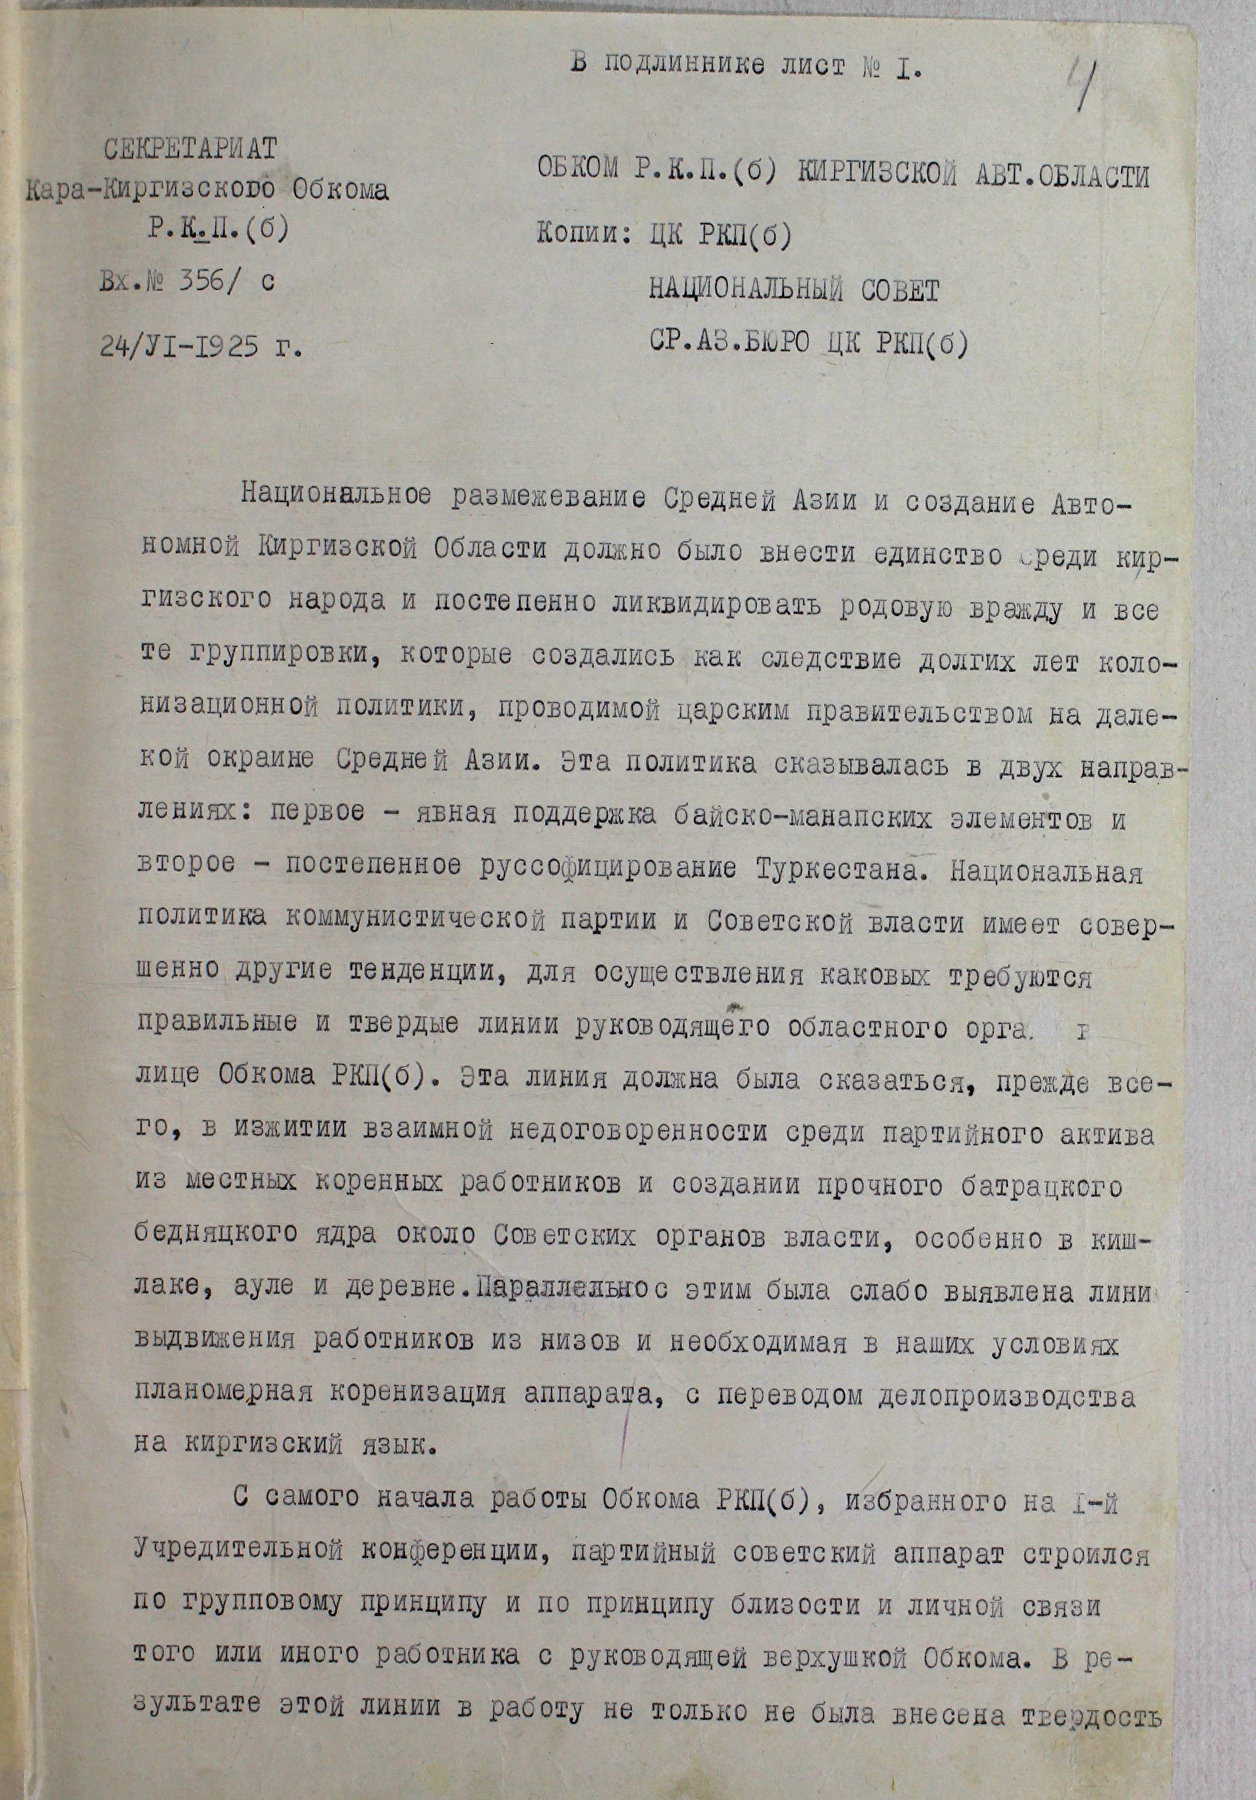 В подлиннике лист № I.
4
СЕКРЕТАРИАТ
Кара-Киргизского Обкома
Р.К.П.(б)
Вх.№ 356/ с
24/УI-I925 г.
ОБКОМ Р.К.П.(б) КИРГИЗСКОЙ АВТ.ОБЛАСТИ
Копии: ЦК РКП(б)
НАЦИОНАЛЬНЫЙ СОВЕТ
СР.АЗ.БЮРО ЦК РКП(б)
Национальное размежевание Средней Азии и создание Авто-
номной Киргизской Области должно было внести единство среди кир-
гизского народа и постепенно ликвидировать родовую вражду и все
те группировки, которые создались как следствие долгих лет коло-
низационной политики, проводимой царским правительством на дале-
кой окраине Средней Азии. Эта политика сказывалась в двух направ-
лениях: первое - явная поддержка байско-манапских элементов и
второе - постепенное руссофицирование Туркестана. Национальная
политика коммунистической партии и Советской власти имеет совер-
шенно другие тенденции, для осуществления каковых требуются
правильные и твердые линии руководящего областного орга в
лице Обкома РКП(б). Эта линия должна была сказаться, прежде все-
го, в изжитии взаимной недоговоренности среди партийного актива
из местных коренных работников и создании прочного батрацкого
бедняцкого ядра около Советских органов власти, особенно в киш-
лаке, ауле и деревне.Параллельнос этим была слабо выявлена лини
выдвижения работников из низов и необходимая в наших условиях
планомерная коренизация аппарата, с переводом делопроизводства
на киргизский язык.
С самого начала работы Обкома РКП(б), избранного на I-й
Учредительной конференции, партийный советский аппарат строился
по групповому принципу и по принципу близости и личной связи
того или иного работника с руководящей верхушкой Обкома. В ре-
зультате этой линии в работу не только не была внесена твердость